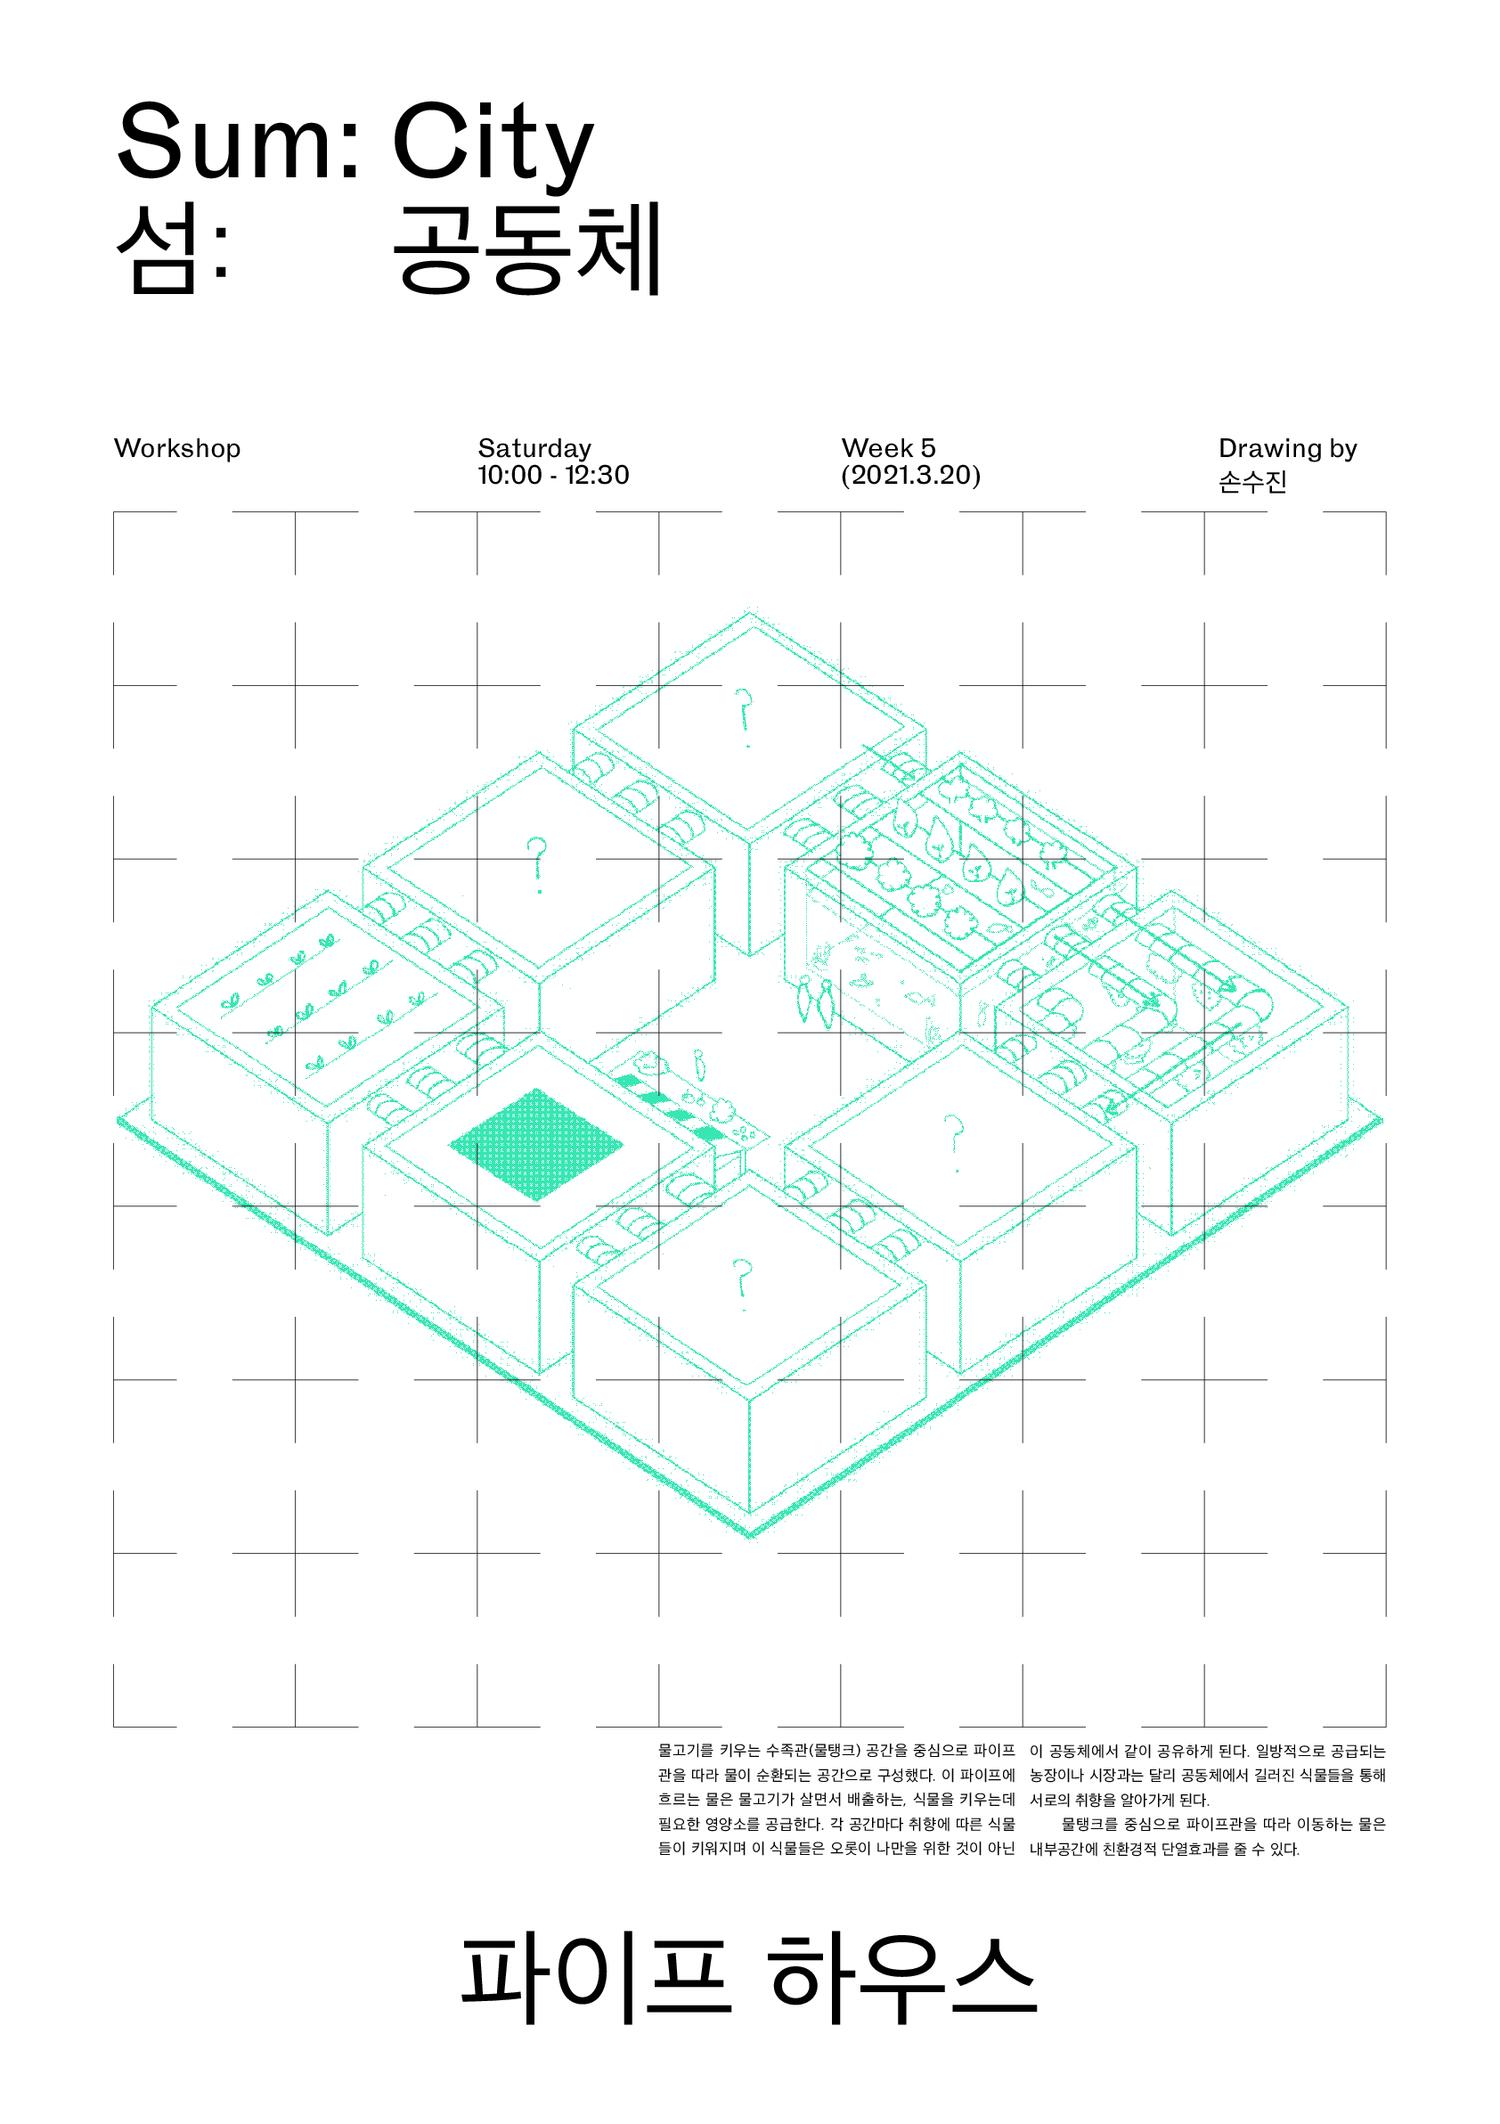 Sum: City
섬: 공동체
Workshop
Saturday
10:00 - 12:30
Week 5
(2021.3.20)
Drawing by
손수진
?
?
?
?
물고기를 키우는 수족관(물탱크) 공간을 중심으로 파이프
관을 따라 물이 순환되는 공간으로 구성했다. 이 파이프에
흐르는 물은 물고기가 살면서 배출하는, 식물을 키우는데
필요한 영양소를 공급한다. 각 공간마다 취향에 따른 식물
들이 키워지며 이 식물들은 오롯이 나만을 위한 것이 아닌
이 공동체에서 같이 공유하게 된다. 일방적으로 공급되는
농장이나 시장과는 달리 공동체에서 길러진 식물들을 통해
서로의 취향을 알아가게 된다.
물탱크를 중심으로 파이프관을 따라 이동하는 물은
내부공간에 친환경적 단열효과를 줄 수 있다.
파이프 하우스